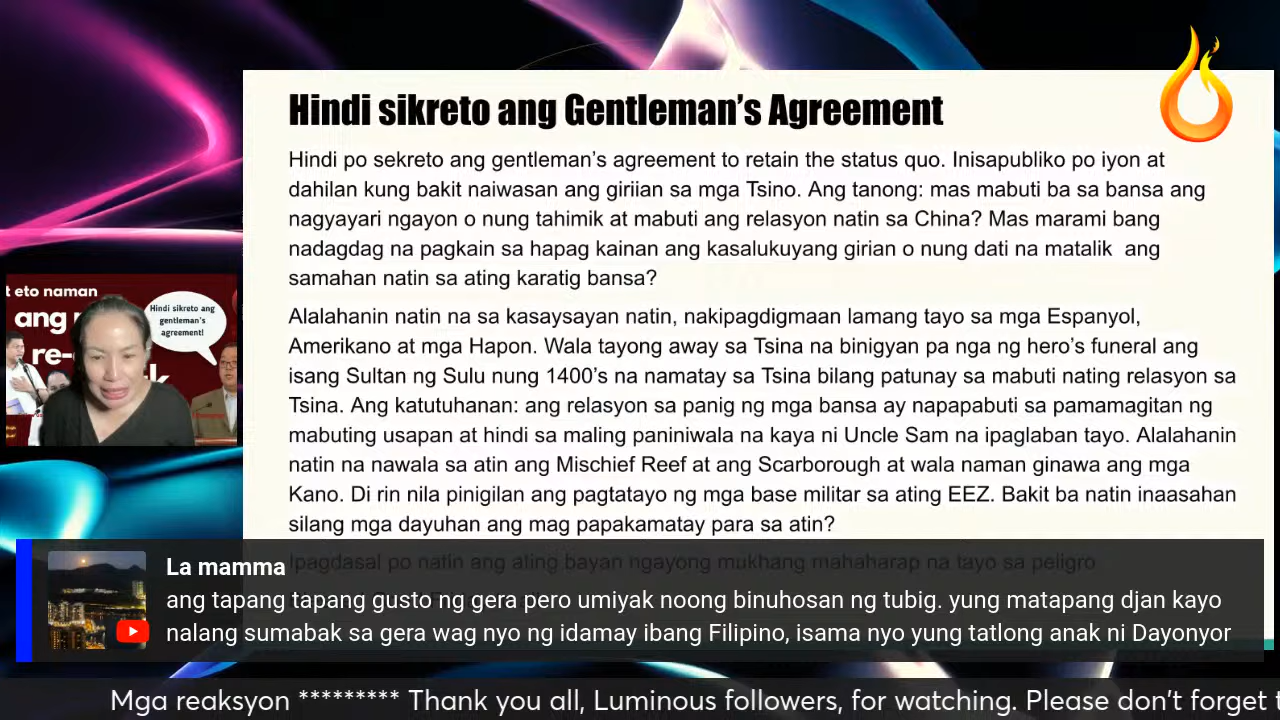 Hindi sikreto ang Gentleman's Agreement
Hindi po sekreto ang gentleman's agreement to retain the status quo. Inisapubliko po iyon at
dahilan kung bakit naiwasan ang giriian sa mga Tsino. Ang tanong: mas mabuti ba sa bansa ang
nagyayari ngayon o nung tahimik at mabuti ang relasyon natin sa China? Mas marami bang
nadagdag na pagkain sa hapag kainan ang kasalukuyang girian o nung dati na matalik ang
samahan natin sa ating karatig bansa?
Alalahanin natin na sa kasaysayan natin, nakipagdigmaan lamang tayo sa mga Espanyol,
Amerikano at mga Hapon. Wala tayong away sa Tsina na binigyan pa nga ng hero's funeral ang
isang Sultan ng Sulu nung 1400's na namatay sa Tsina bilang patunay sa mabuti nating relasyon sa
Tsina. Ang katutuhanan: ang relasyon sa panig ng mga bansa ay napapabuti sa pamamagitan ng
mabuting usapan at hindi sa maling paniniwala na kaya ni Uncle Sam na ipaglaban tayo. Alalahanin
natin na nawala sa atin ang Mischief Reef at ang Scarborough at wala naman ginawa ang mga
Kano. Di rin nila pinigilan ang pagtatayo ng mga base militar sa ating EEZ. Bakit ba natin inaasahan
silang mga dayuhan ang mag papakamatay para sa atin?
Ipagdasal po natin ang ating bayan ngayong mukhang mahaharap na tayo sa peligro
t eto naman
ang
re-
k
Hindi sikreto ang
gentleman's
agreement!
La mamma
ang tapang tapang gusto ng gera pero umiyak noong binuhosan ng tubig. yung matapang djan kayo
nalang sumabak sa gera wag nyo ng idamay ibang Filipino, isama nyo yung tatlong anak ni Dayonyor
Mga reaksyon ********* Thank you all, Luminous followers, for watching. Please don't forget